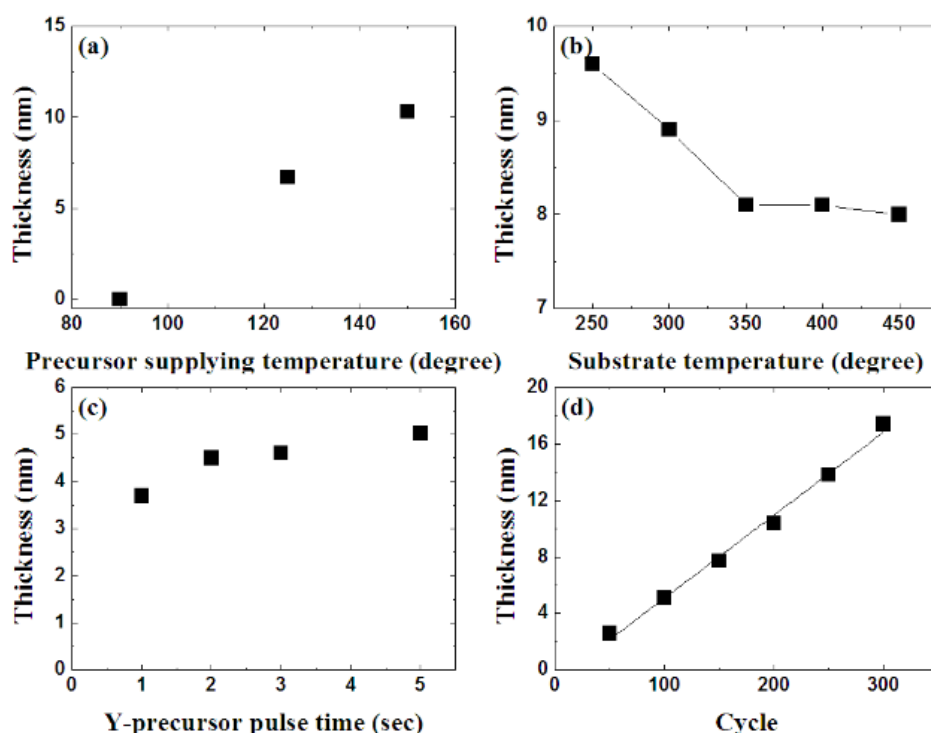 (a)
15
10
5
0
Thickness (nm)
80 100 120 140 160
Precursor supplying temperature (degree)
(b)
10
9
8
7
Thickness (nm)
250 300 350 400 450
Substrate temperature (degree)
(c)
6
5
4
3
2
1
0
Thickness (nm)
0 1 2 3 4 5
Y-precursor pulse time (sec)
(d)
20
16
12
8
4
0
Thickness (nm)
0 100 200 300
Cycle